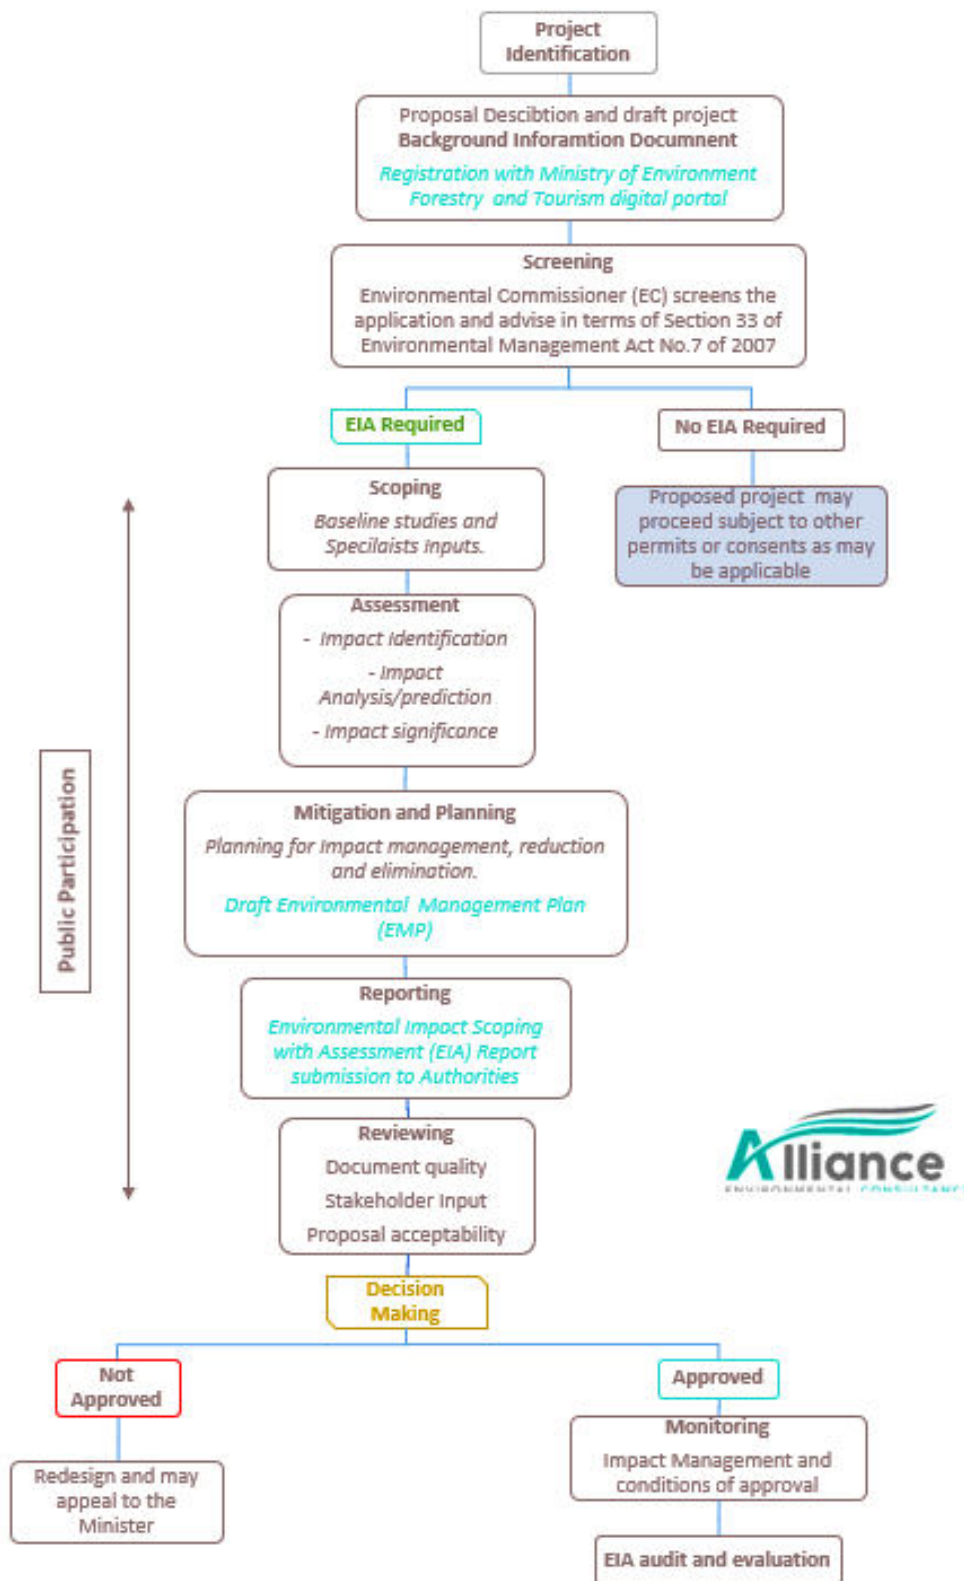 Project
Identification
Proposal Descibtion and draft project
Background Inforamtion Documnent
Registration with Ministry of Environment
Forestry and Tourism digital portal
Screening
Environmental Commissioner (EC) screens the
application and advise in terms of Section 33 of
Environmental Management Act No.7 of 2007
EIA Required
No EIA Required
Scoping
Baseline studies and
Specilaists Inputs.
Proposed project may
proceed subject to other
permits or consents as may
be applicable
Assessment
- Impact Identification
- Impact
Analysis/prediction
- Impact significance
Public Participation
Mitigation and Planning
Planning for Impact management, reduction
and elimination.
Draft Environmental Management Plan
(EMP)
Reporting
Environmental Impact Scoping
with Assessment (EIA) Report
submission to Authorities
Reviewing
Document quality
Stakeholder Input
Proposal acceptability
Alliance
ENVIRONMENTAL CONSULTANC
Decision
Making
Not
Approved
Approved
Redesign and may
appeal to the
Minister
Monitoring
Impact Management and
conditions of approval
EIA audit and evaluation